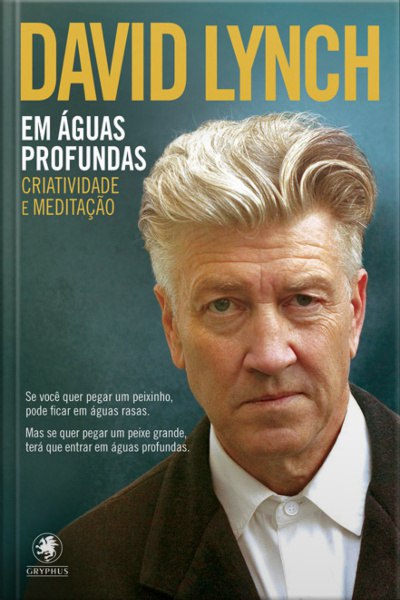 DAVID LYNCH
EM ÁGUAS
PROFUNDAS
CRIATIVIDADE
E MEDITAÇÃO
Se você quer pegar um peixinho,
pode ficar em águas rasas.
Mas se quer pegar um peixe grande,
terá que entrar em águas profundas.
GRYPHUS